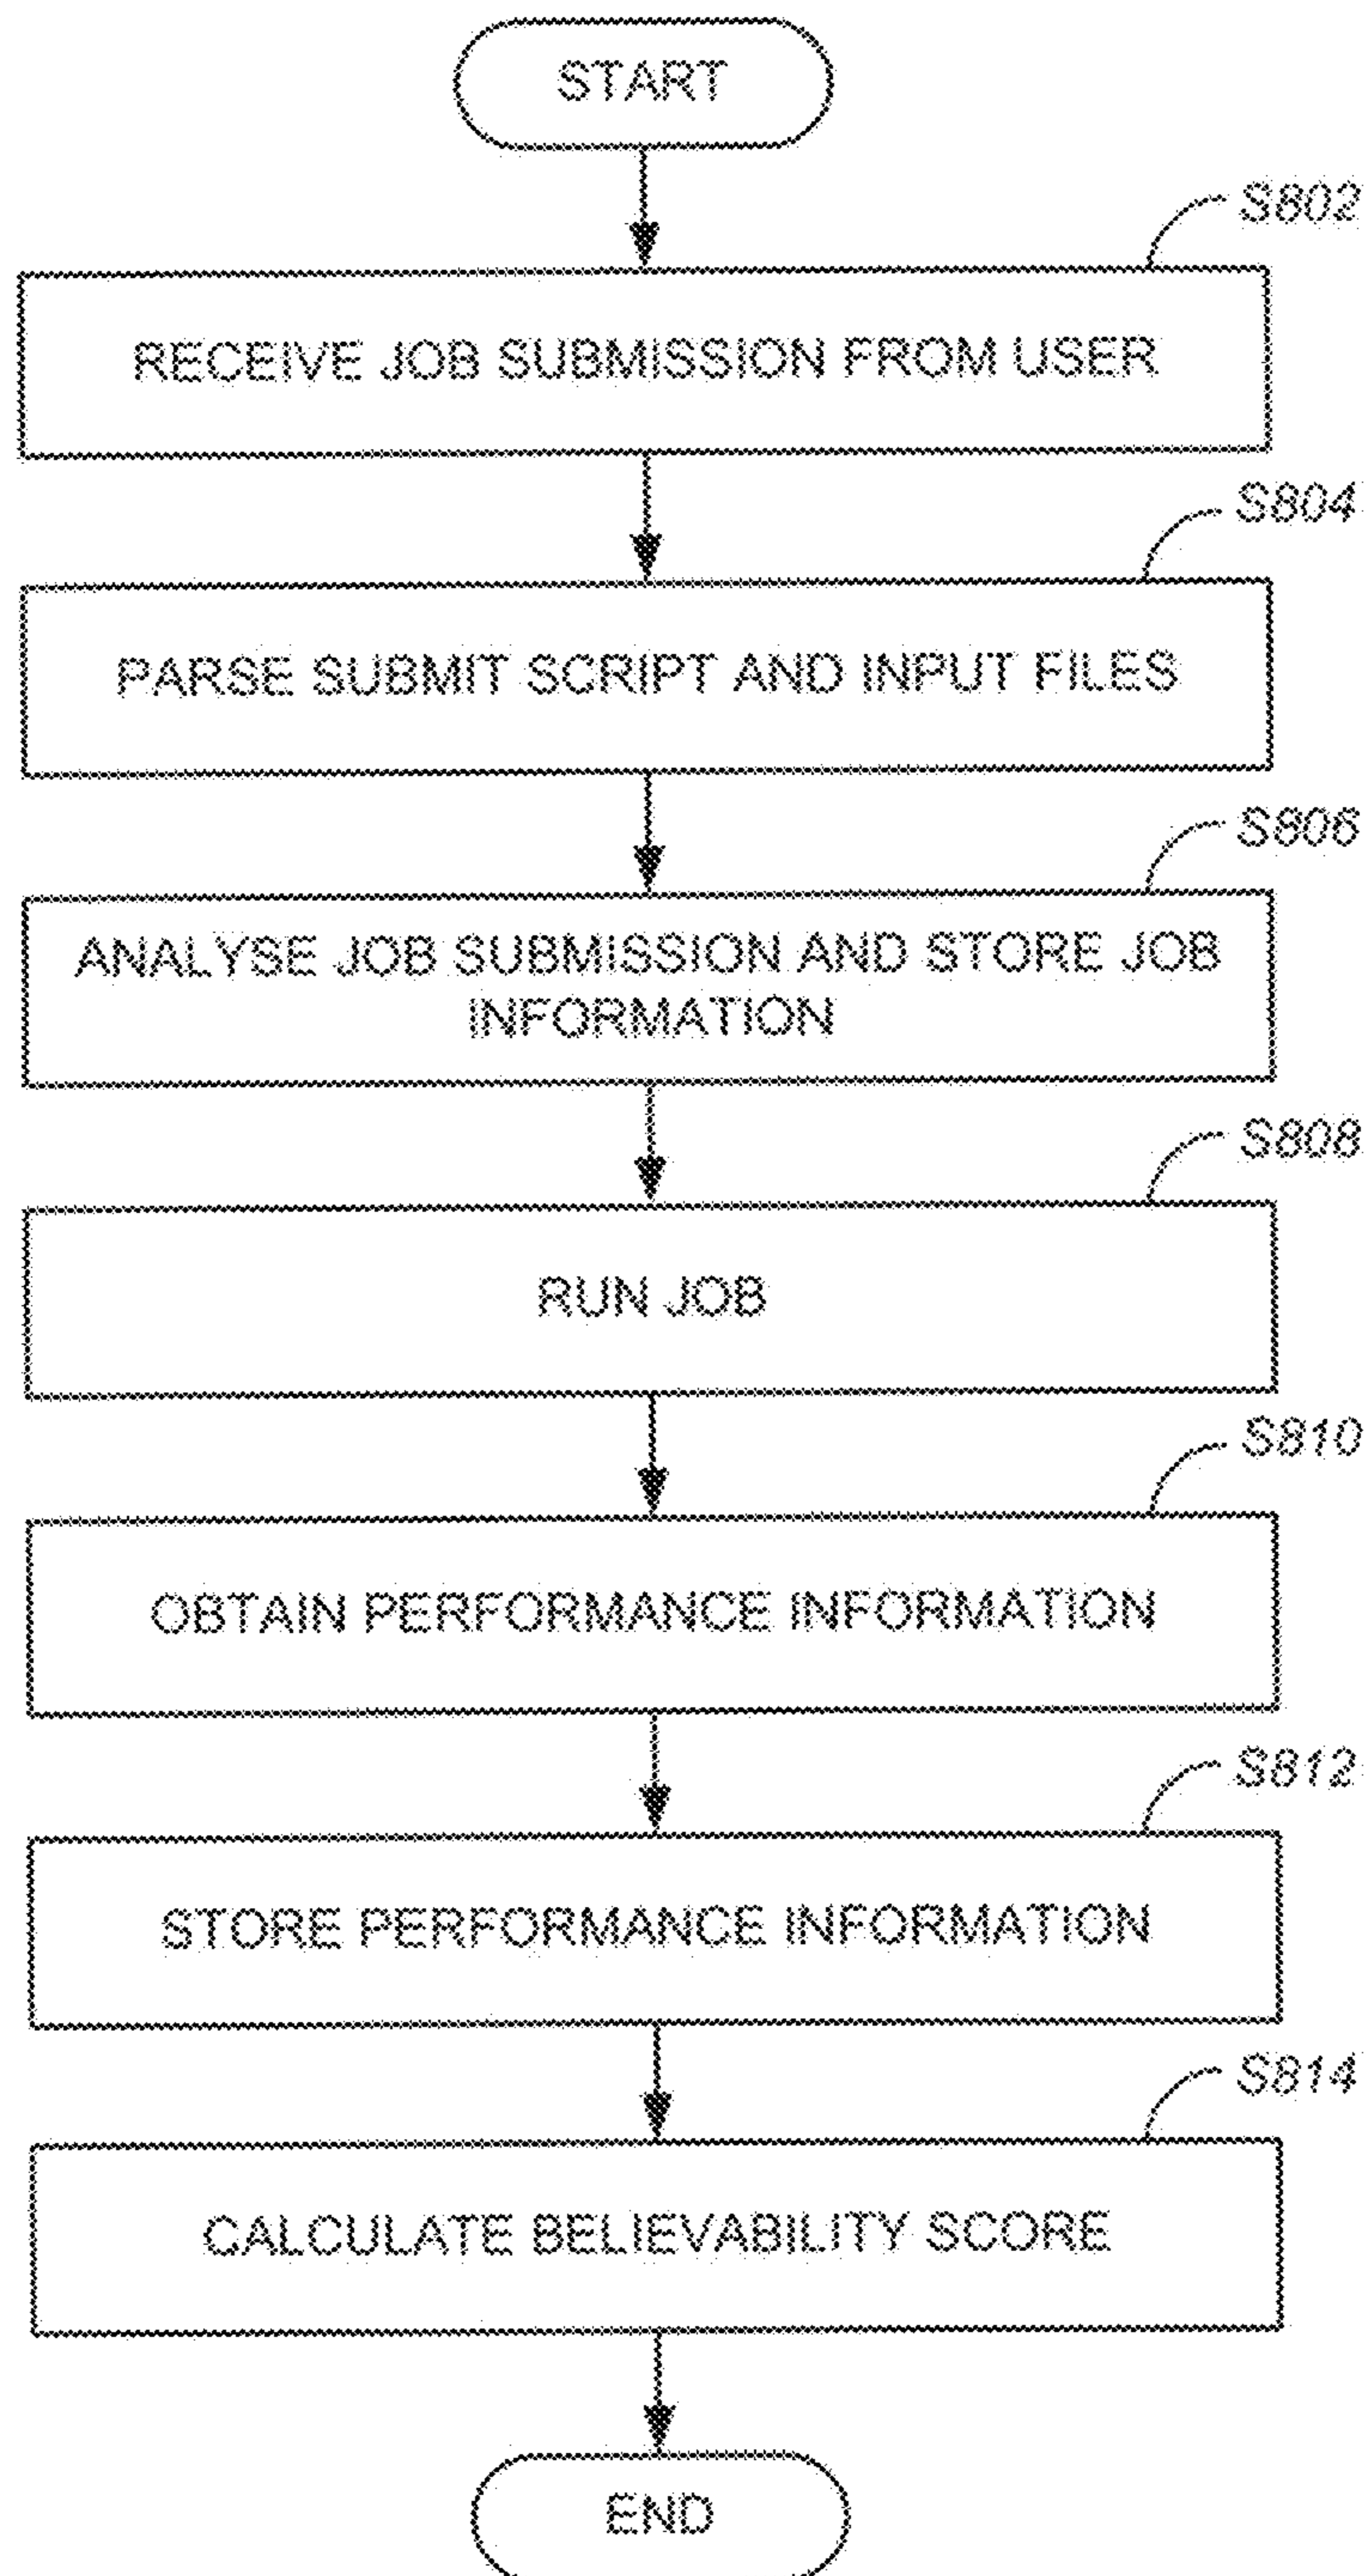 START
S802
RECEIVE JOB SUBMISSION FROM USER
S804
PARSE SUBMIT SCRIPT AND INPUT FILES
S806
ANALYSE JOB SUBMISSION AND STORE JOB
INFORMATION
S808
RUN JOB
S810
OBTAIN PERFORMANCE INFORMATION
S812
STORE PERFORMANCE INFORMATION
S814
CALCULATE BELIEVABILITY SCORE
END